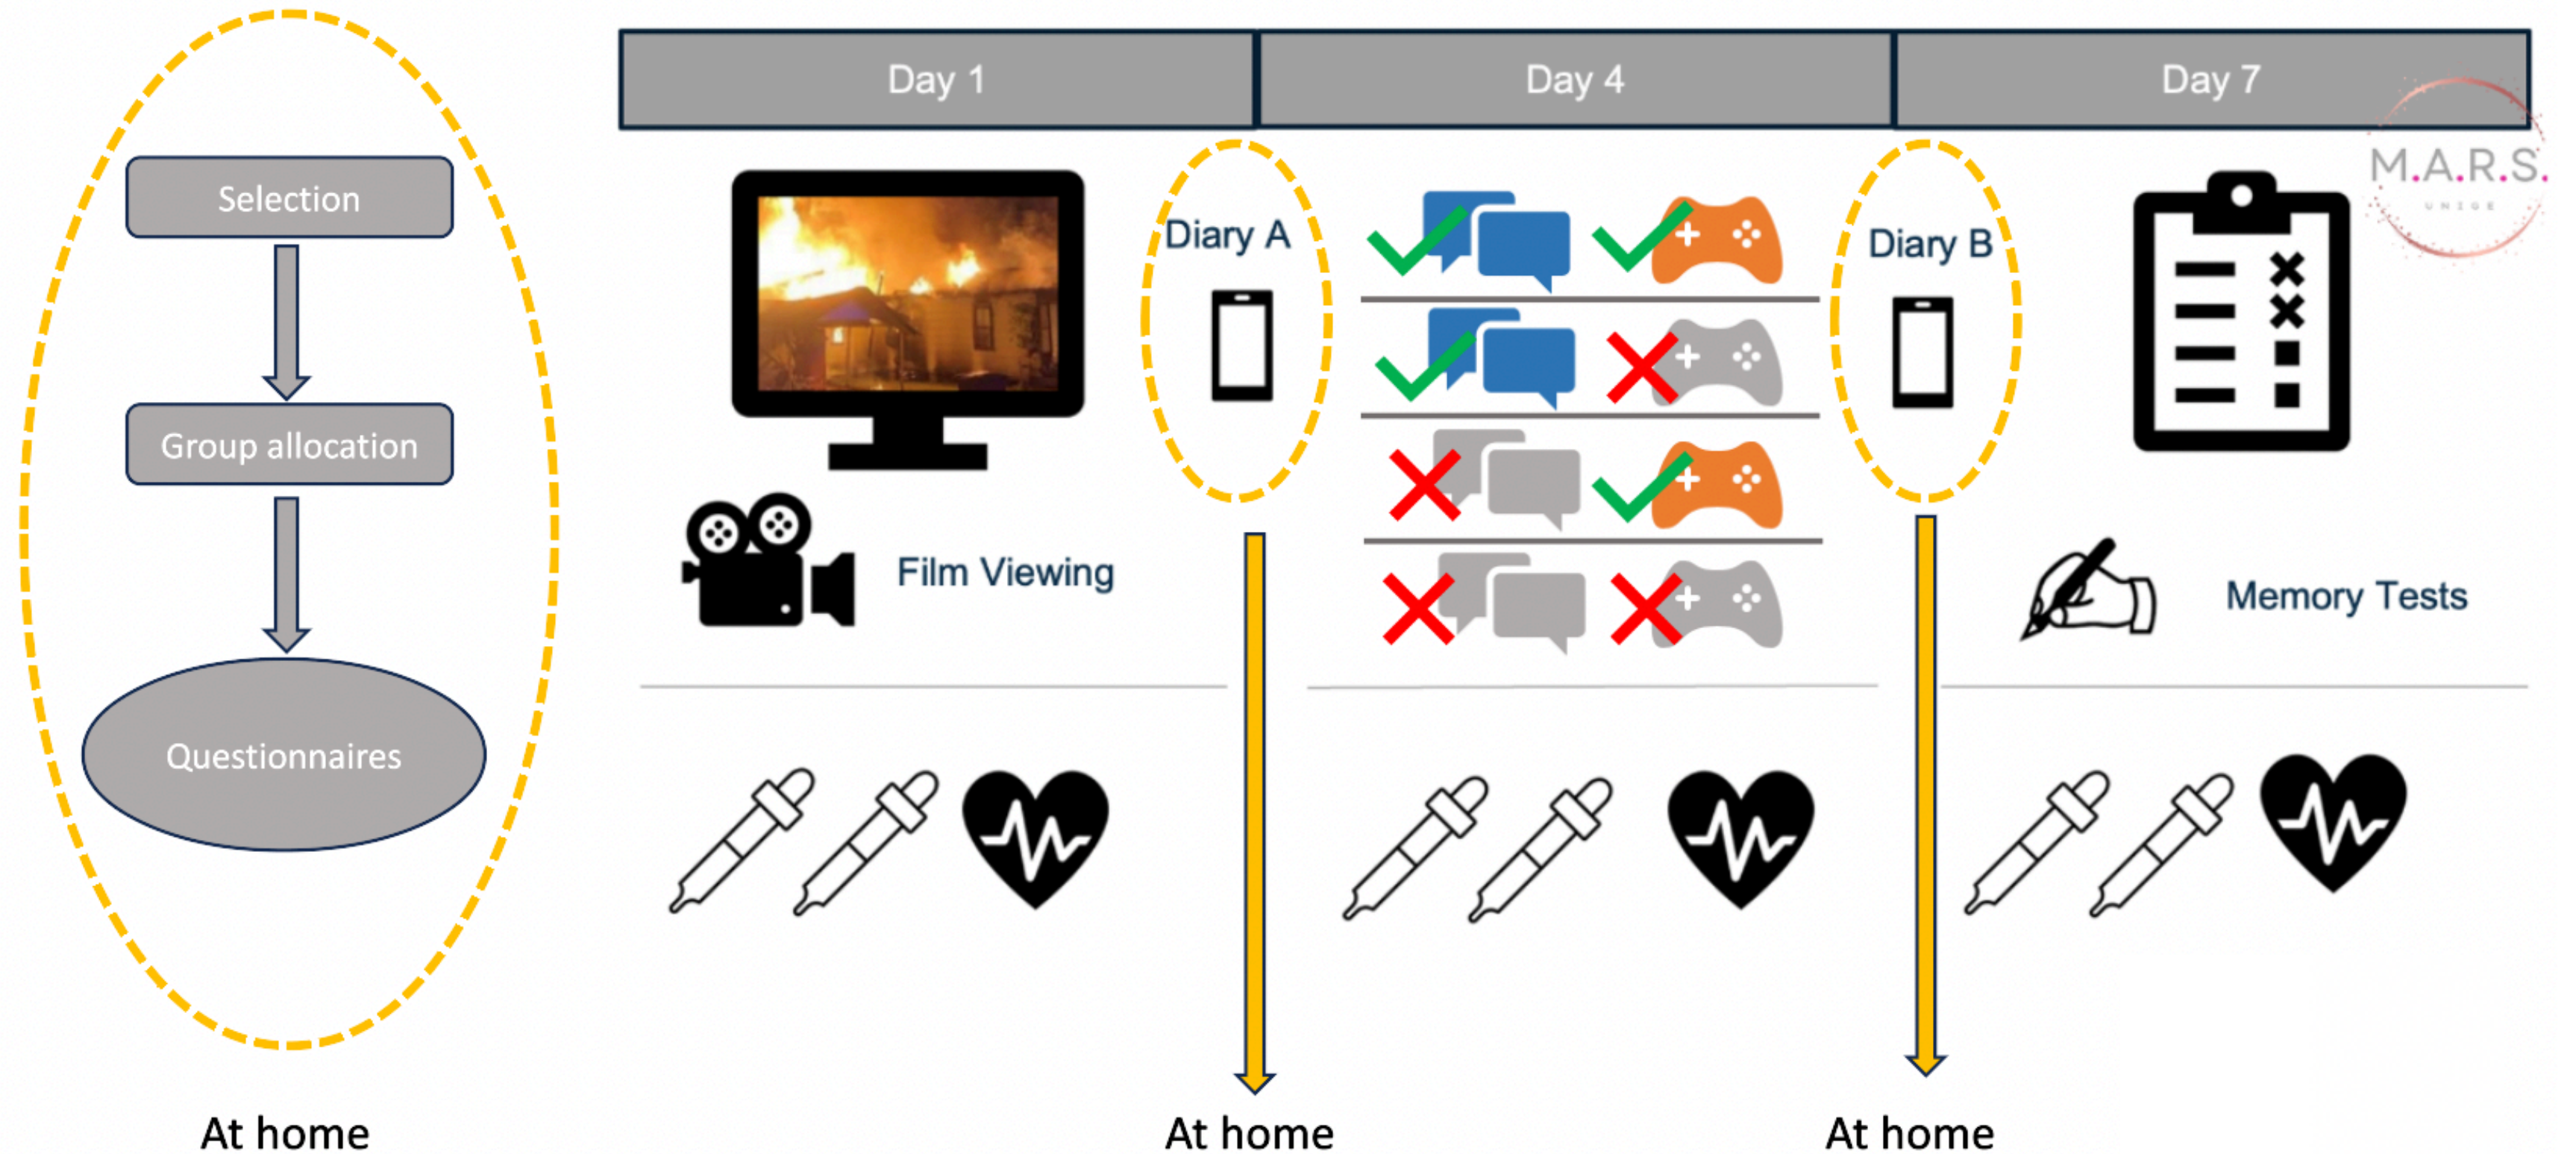 Selection
Group allocation
Questionnaires
At home
Day 1
Day 4
Day 7
M.A.R.S.
UNIGE
Diary A
Diary B
Film Viewing
Memory Tests
At home
At home